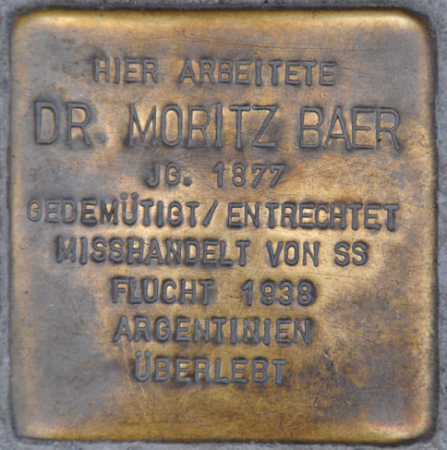 HIER ARBEITETE
DR. MORITZ BAER
JG. 1877
GEDEMÜTIGT/ENTRECHTET
MISSHANDELT VON SS
FLUCHT 1938
ARGENTINIEN
ÜBERLEBT